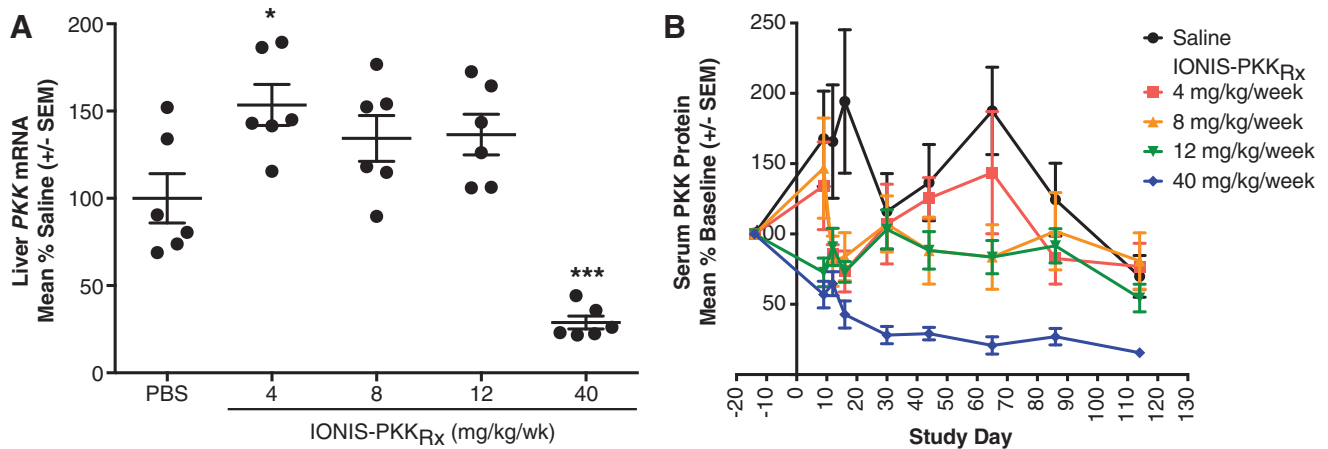 A
Liver PKK mRNA
Mean % Saline (+/- SEM)
200
150
100
50
0
*
***
PBS
4
8
12
40
IONIS-PKKRx (mg/kg/wk)
B
Serum PKK Protein
Mean % Baseline (+/- SEM)
250
200
150
100
50
-20
-10
0
10
20
30
40
50
60
70
80
90
100
110
120
130
Study Day
Saline
IONIS-PKKRx
4 mg/kg/week
8 mg/kg/week
12 mg/kg/week
40 mg/kg/week